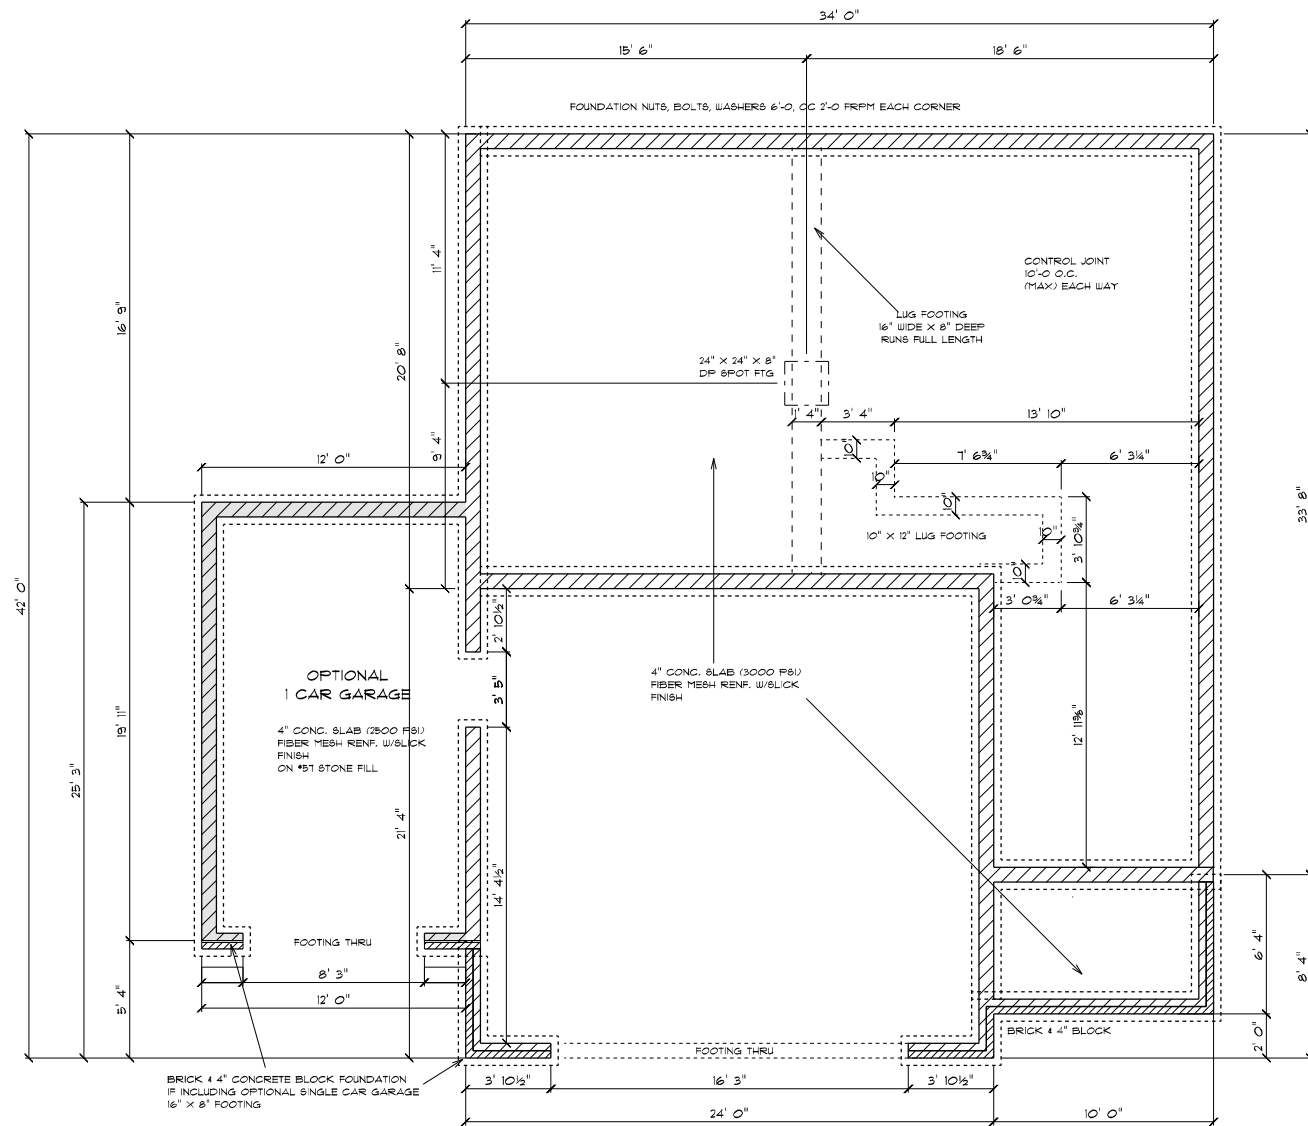 34' 0"
15' 6"
18' 6"
FOUNDATION NUTS, BOLTS, WASHERS 6'-0, OC 2'-0 FRPM EACH CORNER
11' 4"
16' 9"
20' 8"
CONTROL JOINT
10'-0 O.C.
(MAX) EACH WAY
LUG FOOTING
16" WIDE X 8" DEEP
RUNS FULL LENGTH
24" X 24" X 8"
DP SPOT FTG
1' 4"
3' 4"
13' 10"
9' 4"
12' 0"
10"
7' 6¾"
6' 3¼"
10"
10"
33' 8"
10" X 12" LUG FOOTING
10"
3' 10¾"
10"
42' 0"
3' 0¾"
6' 3¼"
2' 10½"
OPTIONAL
1 CAR GARAGE
3' 5"
4" CONC. SLAB (3000 PSI)
FIBER MESH RENF. W/SLICK
FINISH
4" CONC. SLAB (2500 PSI)
FIBER MESH RENF. W/SLICK
FINISH
ON #57 STONE FILL
19' 11"
25' 3"
12' 11⅜"
21' 4"
14' 4½"
FOOTING THRU
8' 3"
12' 0"
5' 4"
6' 4"
8' 4"
2' 0"
BRICK & 4" BLOCK
FOOTING THRU
BRICK & 4" CONCRETE BLOCK FOUNDATION
IF INCLUDING OPTIONAL SINGLE CAR GARAGE
16" X 8" FOOTING
3' 10½"
16' 3"
3' 10½"
24' 0"
10' 0"